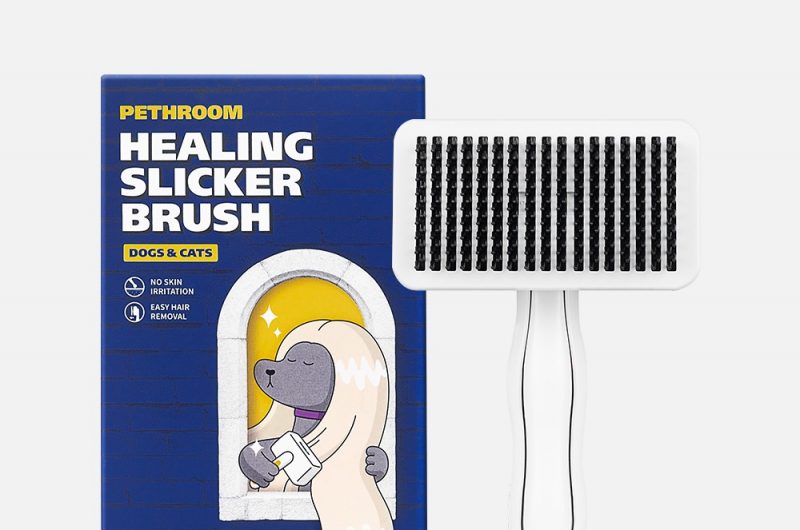 PETHROOM
HEALING
SLICKER
BRUSH
DOGS & CATS
NO SKIN
IRRITATION
EASY HAIR
REMOVAL